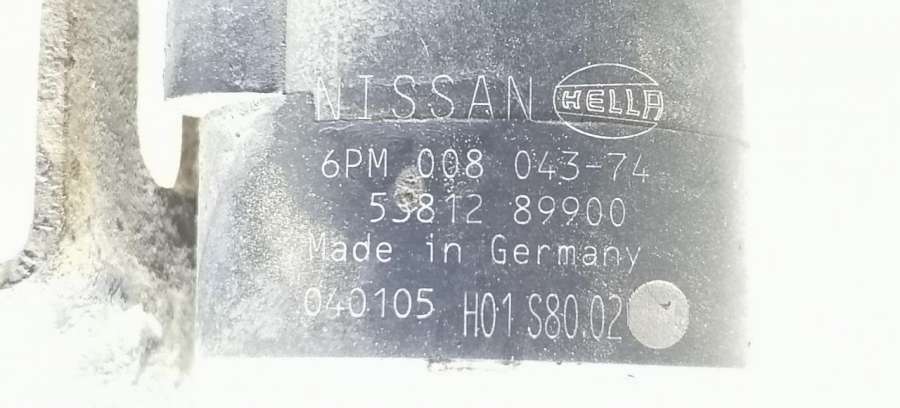 NISSAN HELLA
6PM 008 043-74
53812 89900
Made in Germany
040105 H01 S80.02